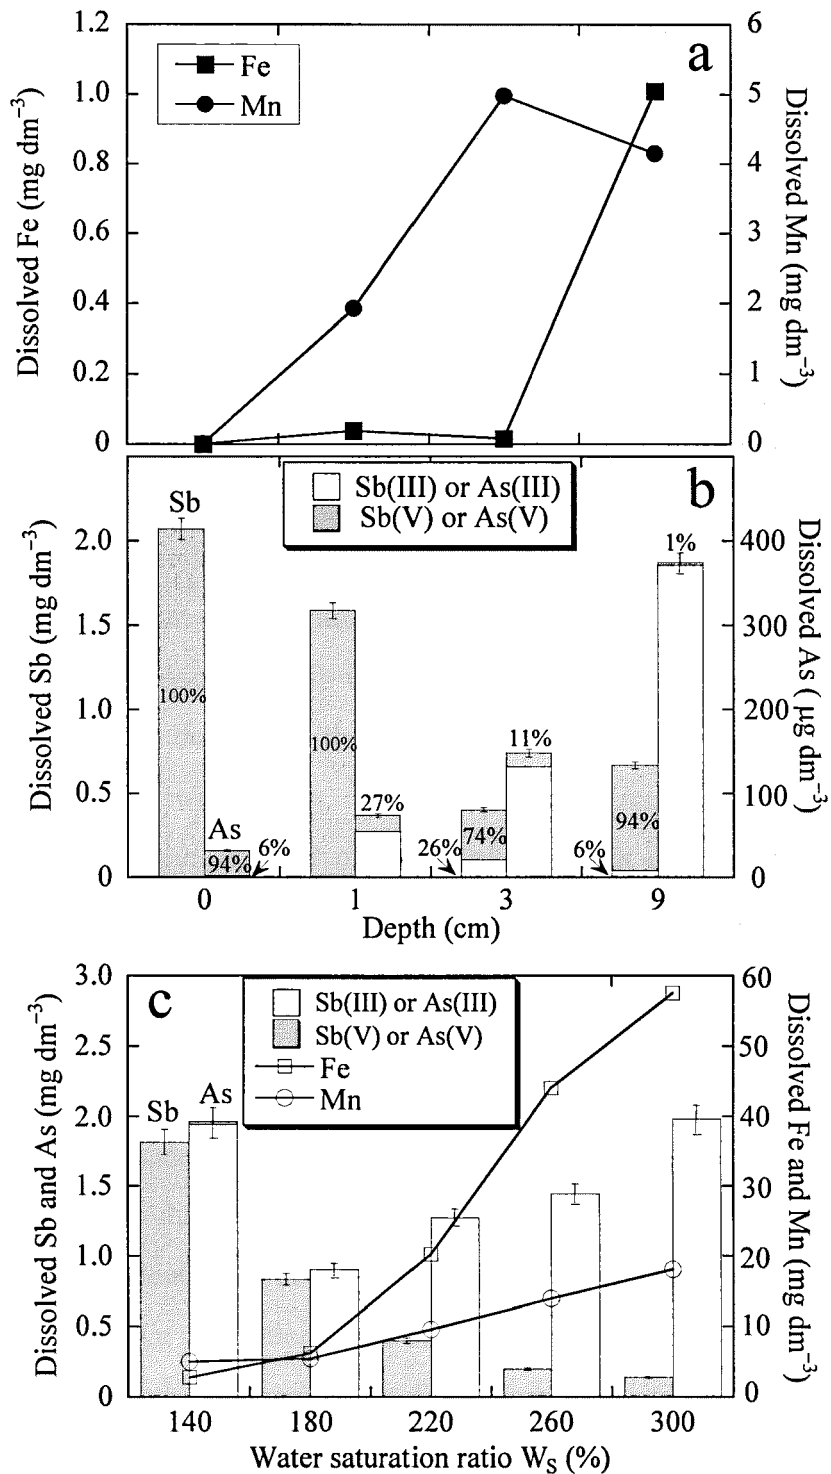 a
Fe
Mn
Dissolved Fe (mg dm⁻³)
1.2
1.0
0.8
0.6
0.4
0.2
0
Dissolved Mn (mg dm⁻³)
6
5
4
3
2
1
0
b
Sb(III) or As(III)
Sb(V) or As(V)
Dissolved Sb (mg dm⁻³)
2.0
1.5
1.0
0.5
0
Dissolved As ( μg dm⁻³)
400
300
200
100
0
Sb
As
100%
94%
6%
100%
27%
26%
74%
11%
6%
94%
1%
0 1 3 9
Depth (cm)
c
Sb(III) or As(III)
Sb(V) or As(V)
Fe
Mn
Dissolved Sb and As (mg dm⁻³)
3.0
2.5
2.0
1.5
1.0
0.5
0
Dissolved Fe and Mn (mg dm⁻³)
60
50
40
30
20
10
0
Sb As
140 180 220 260 300
Water saturation ratio Wₛ (%)